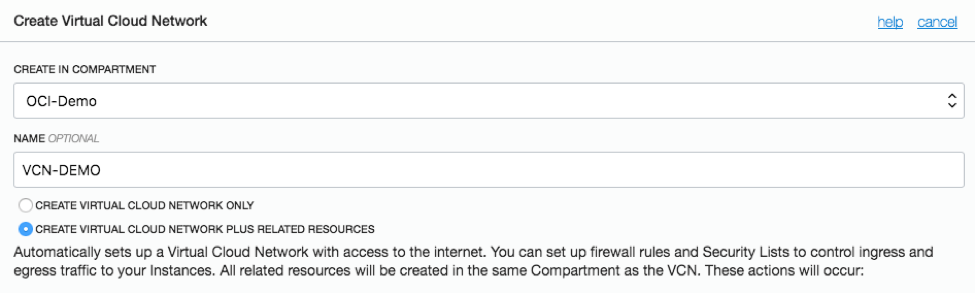 Create Virtual Cloud Network
help cancel
CREATE IN COMPARTMENT
OCI-Demo
NAME OPTIONAL
VCN-DEMO
CREATE VIRTUAL CLOUD NETWORK ONLY
CREATE VIRTUAL CLOUD NETWORK PLUS RELATED RESOURCES
Automatically sets up a Virtual Cloud Network with access to the internet. You can set up firewall rules and Security Lists to control ingress and
egress traffic to your Instances. All related resources will be created in the same Compartment as the VCN. These actions will occur: